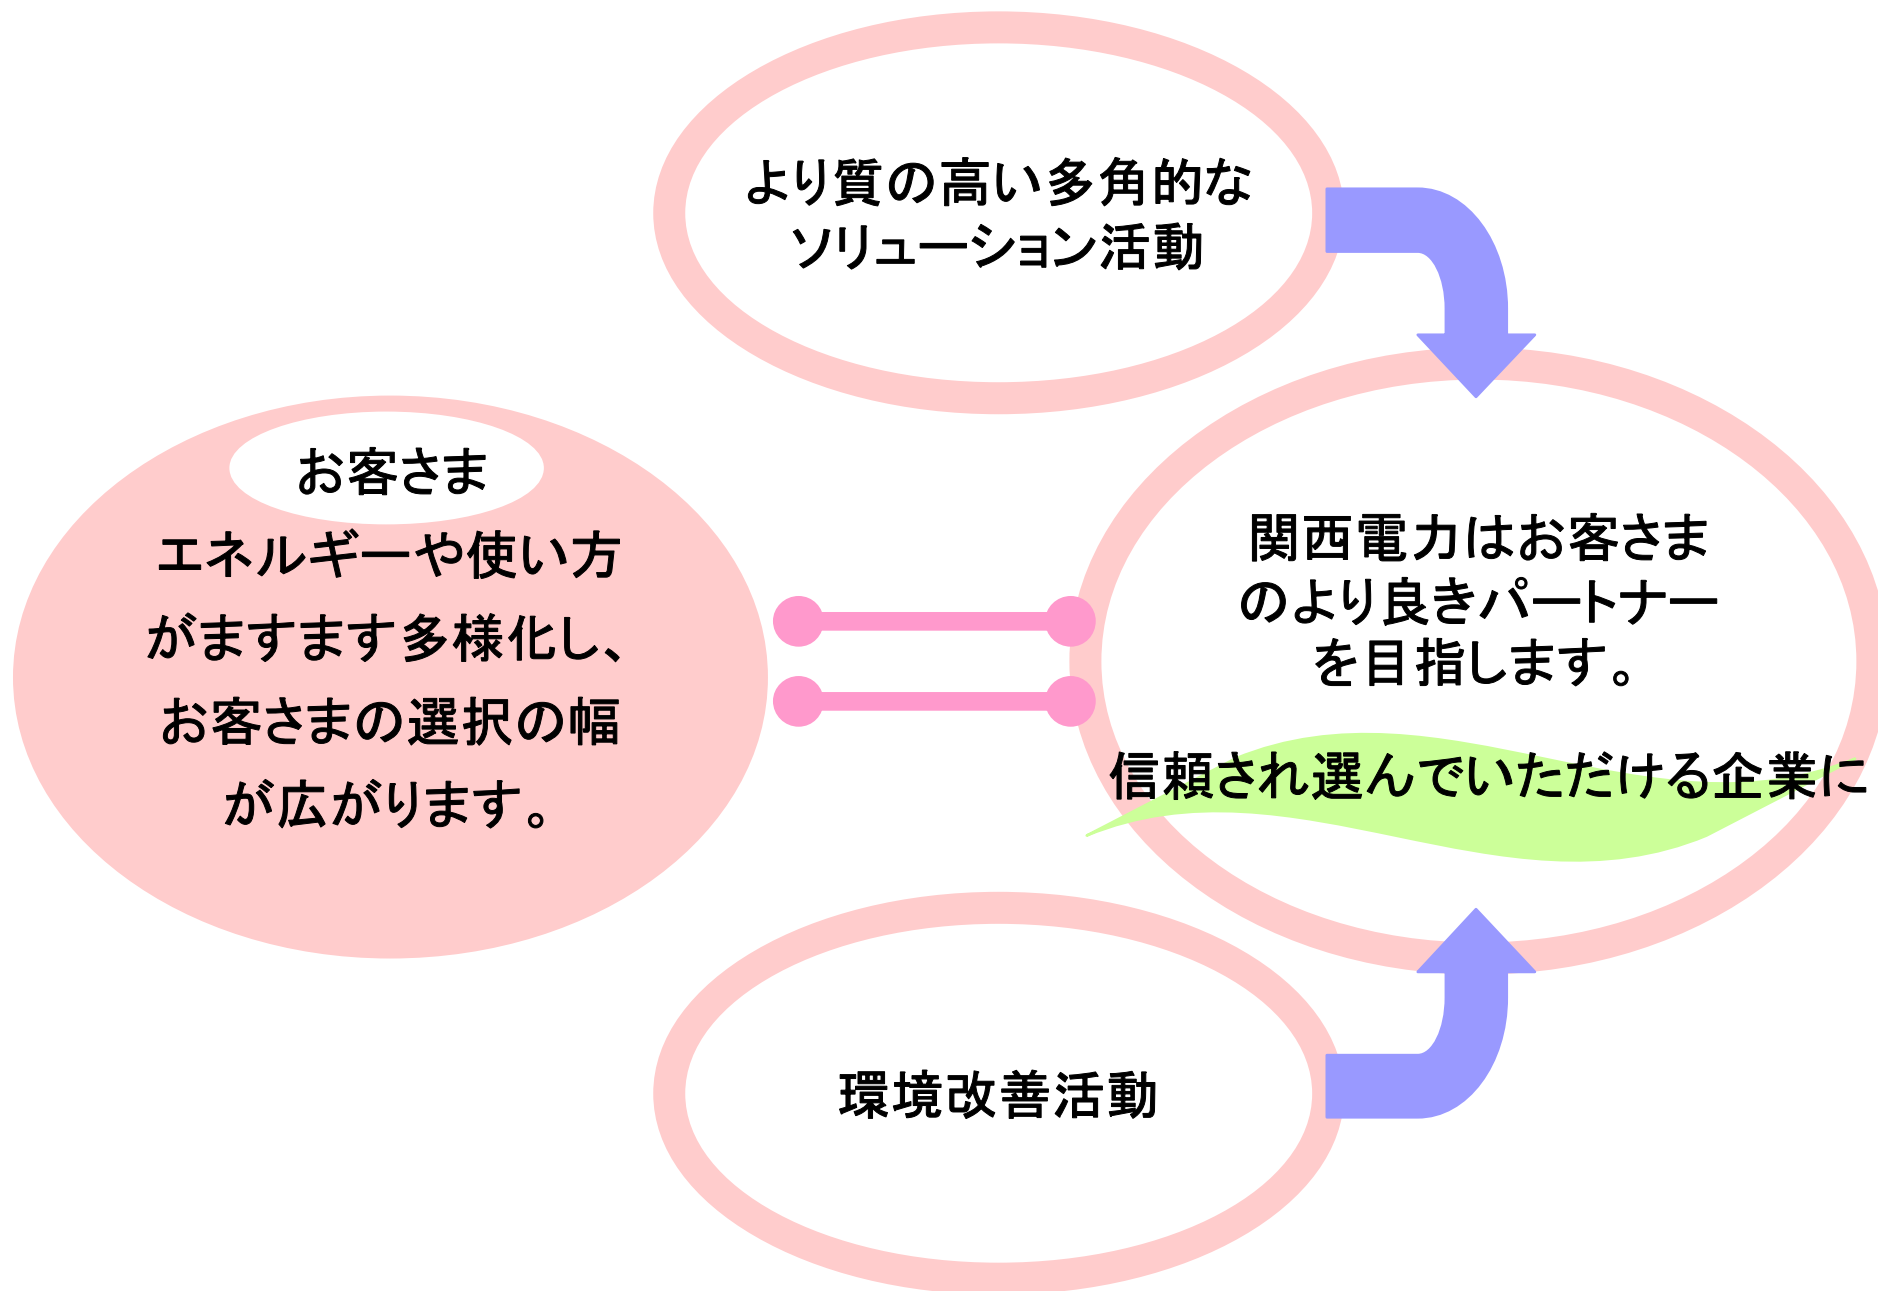 より質の高い多角的な
ソリューション活動
お客さま
エネルギーや使い方
がますます多様化し、
お客さまの選択の幅
が広がります。
関西電力はお客さま
のより良きパートナー
を目指します。
信頼され選んでいただける企業に
環境改善活動